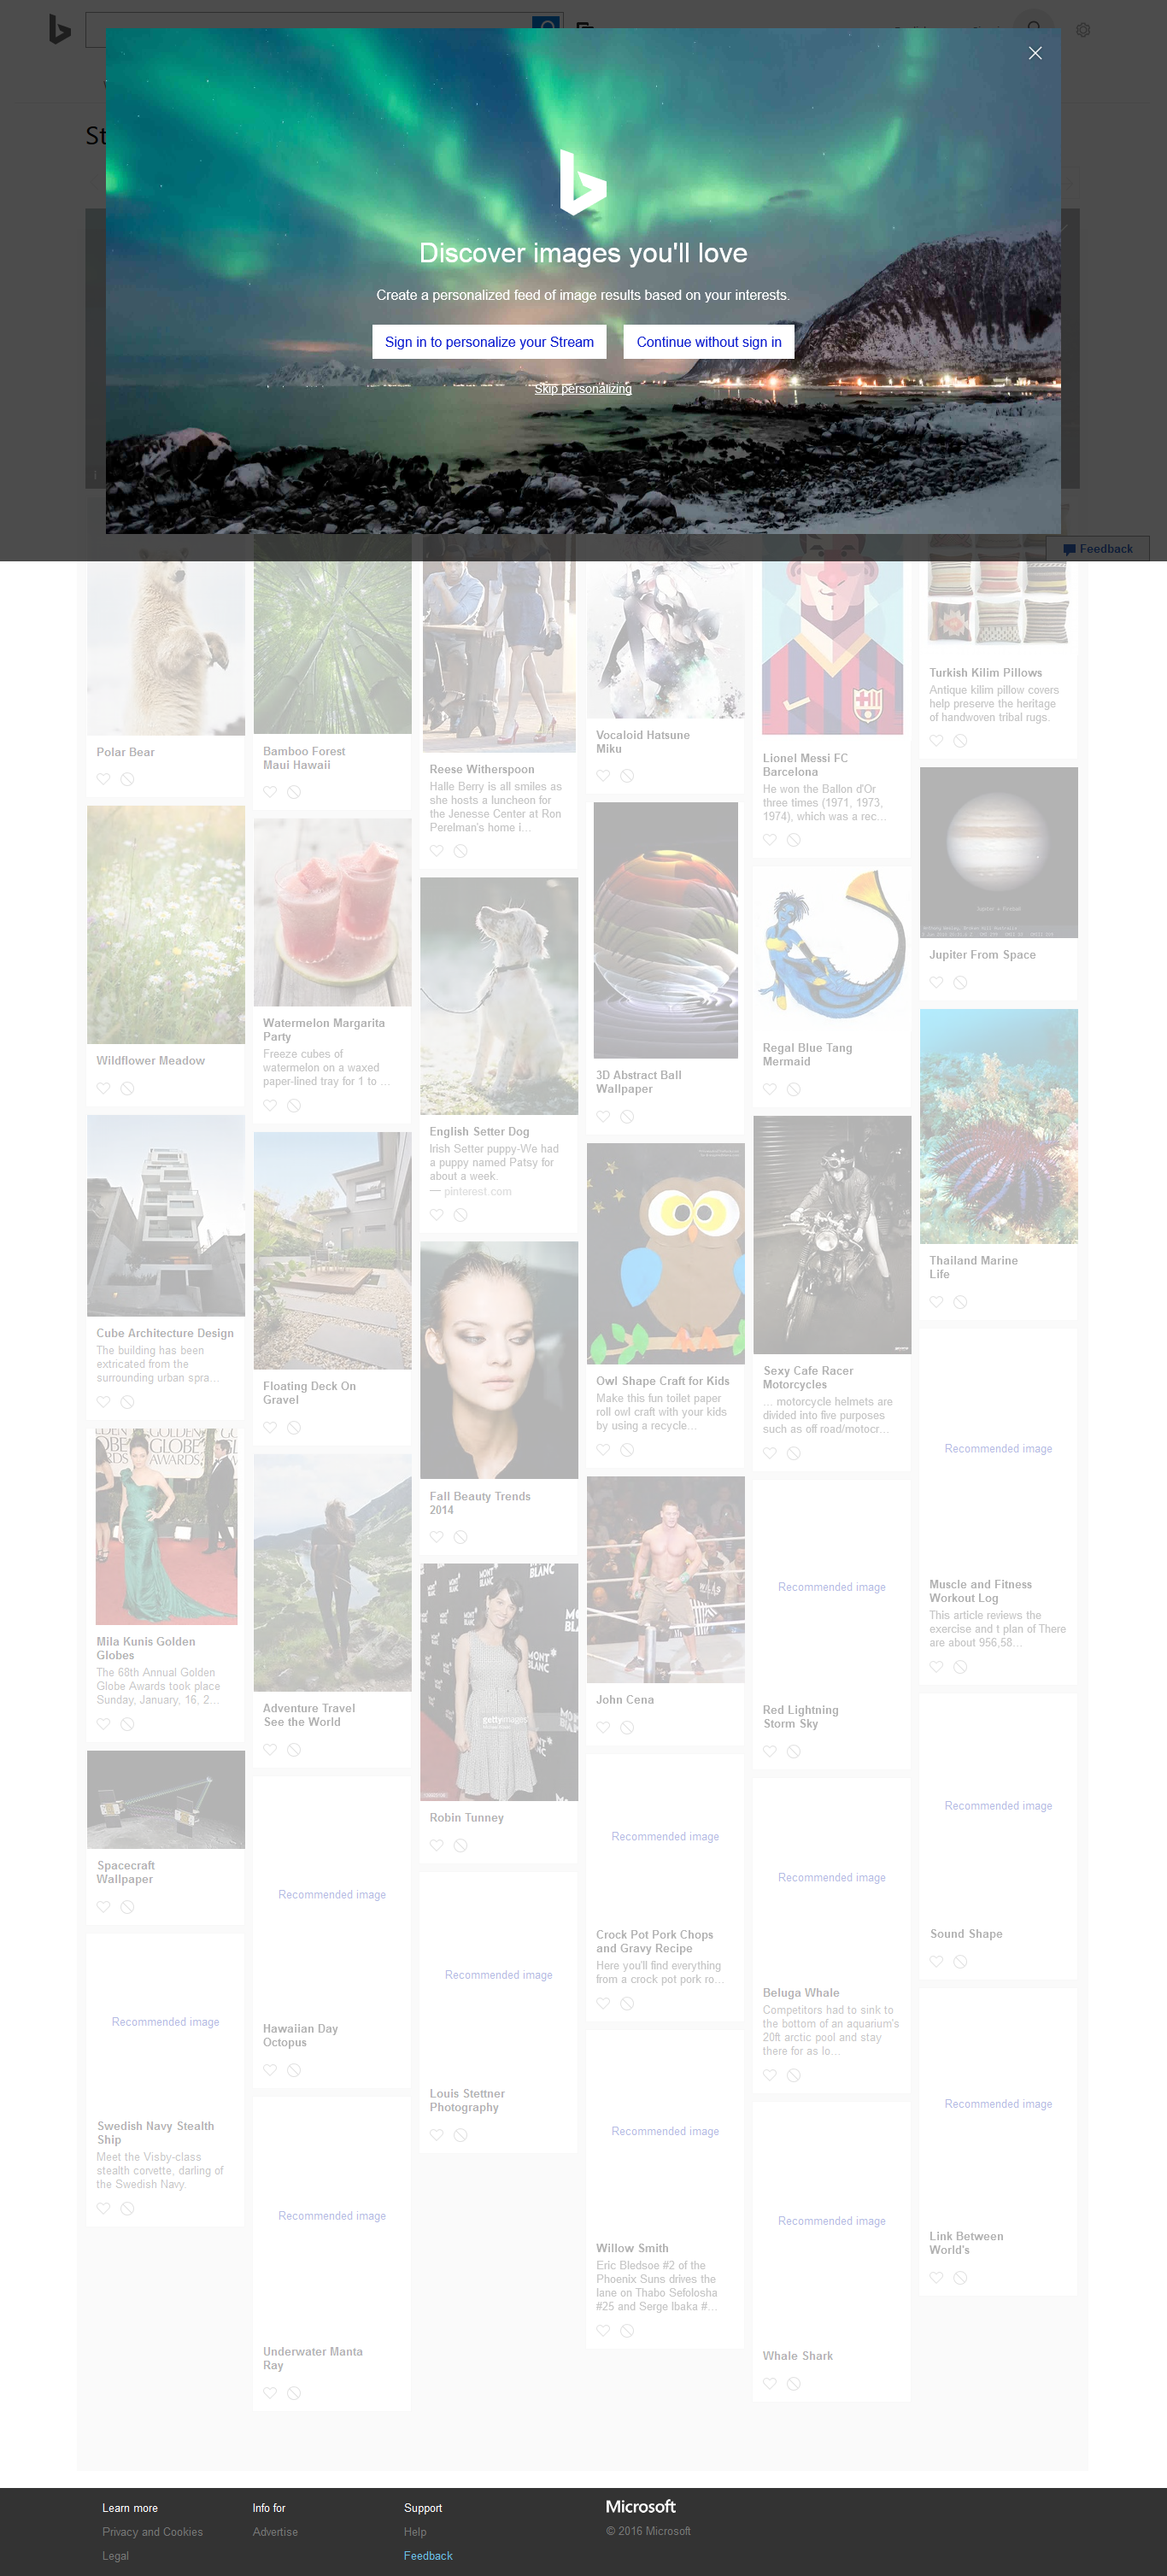 St
Discover images you'll love
Create a personalized feed of image results based on your interests.
Sign in to personalize your Stream
Continue without sign in
Skip personalizing
Feedback
Polar Bear
Wildflower Meadow
Cube Architecture Design
The building has been
extricated from the
surrounding urban spra...
Mila Kunis Golden
Globes
The 68th Annual Golden
Globe Awards took place
Sunday, January, 16, 2...
Spacecraft
Wallpaper
Recommended image
Swedish Navy Stealth
Ship
Meet the Visby-class
stealth corvette, darling of
the Swedish Navy.
Bamboo Forest
Maui Hawaii
Watermelon Margarita
Party
Freeze cubes of
watermelon on a waxed
paper-lined tray for 1 to ...
Floating Deck On
Gravel
Adventure Travel
See the World
Recommended image
Hawaiian Day
Octopus
Recommended image
Underwater Manta
Ray
Reese Witherspoon
Halle Berry is all smiles as
she hosts a luncheon for
the Jenesse Center at Ron
Perelman's home i...
English Setter Dog
Irish Setter puppy-We had
a puppy named Patsy for
about a week.
— pinterest.com
Fall Beauty Trends
2014
MONT
BLANC
gettyimages
Robin Tunney
Recommended image
Louis Stettner
Photography
Vocaloid Hatsune
Miku
3D Abstract Ball
Wallpaper
Owl Shape Craft for Kids
Make this fun toilet paper
roll owl craft with your kids
by using a recycle...
John Cena
Recommended image
Crock Pot Pork Chops
and Gravy Recipe
Here you'll find everything
from a crock pot pork ro...
Recommended image
Willow Smith
Eric Bledsoe #2 of the
Phoenix Suns drives the
lane on Thabo Sefolosha
#25 and Serge Ibaka #...
Lionel Messi FC
Barcelona
He won the Ballon d'Or
three times (1971, 1973,
1974), which was a rec...
Regal Blue Tang
Mermaid
Sexy Cafe Racer
Motorcycles
... motorcycle helmets are
divided into five purposes
such as off road/motocr...
Recommended image
Red Lightning
Storm Sky
Recommended image
Beluga Whale
Competitors had to sink to
the bottom of an aquarium's
20ft arctic pool and stay
there for as lo...
Recommended image
Whale Shark
Turkish Kilim Pillows
Antique kilim pillow covers
help preserve the heritage
of handwoven tribal rugs.
Jupiter From Space
Thailand Marine
Life
Recommended image
Muscle and Fitness
Workout Log
This article reviews the
exercise and t plan of There
are about 956,58...
Recommended image
Sound Shape
Recommended image
Link Between
World's
Learn more
Privacy and Cookies
Legal
Info for
Advertise
Support
Help
Feedback
Microsoft
© 2016 Microsoft